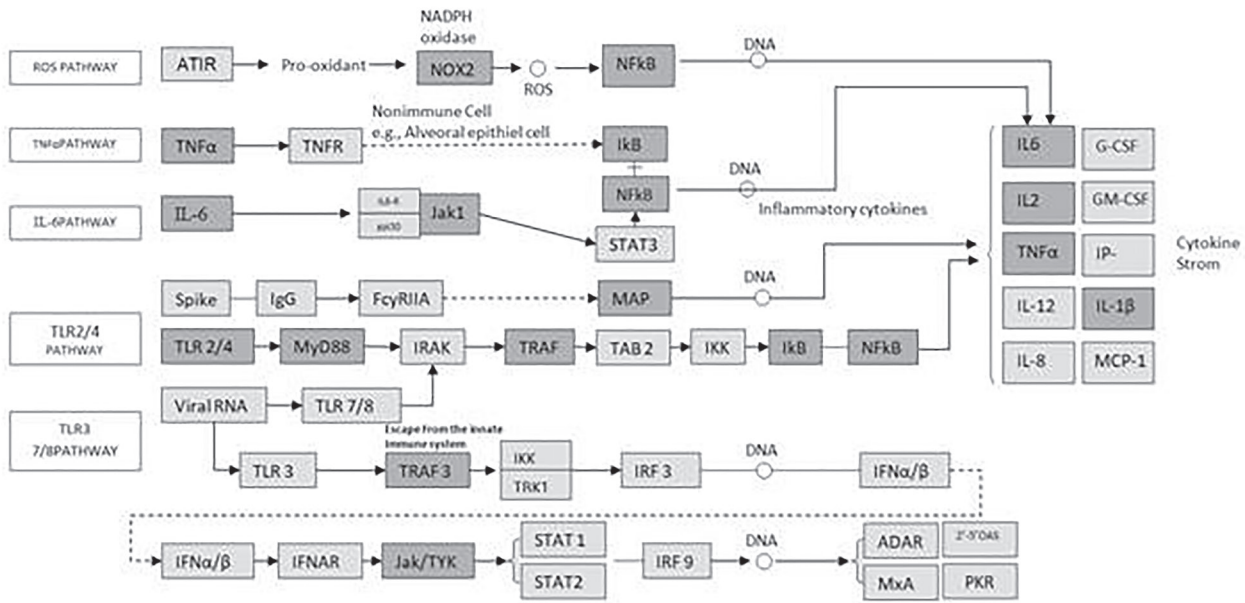 NADPH
oxidase
ROS PATHWAY
ATIR
Pro-oxidant
NOX2
ROS
NFkB
DNA
TNFαPATHWAY
TNFα
TNFR
Nonimmune Cell
e.g., Alveoral epithiel cell
IkB
IL-6PATHWAY
IL-6
Jak1
NFkB
STAT3
DNA
Inflammatory cytokines
IL6
G-CSF
IL2
GM-CSF
TNFα
IP-
IL-12
IL-1β
IL-8
MCP-1
Cytokine
Strom
Spike
IgG
FcyRIIA
MAP
DNA
TLR2/4
PATHWAY
TLR 2/4
MyD88
IRAK
TRAF
TAB 2
IKK
IkB
NFkB
TLR3
7/8PATHWAY
Viral RNA
TLR 7/8
Escape from the innate
Immune system
TLR 3
TRAF 3
IKK
TRK1
IRF 3
DNA
IFNα/β
IFNα/β
IFNAR
Jak/TYK
STAT 1
STAT2
IRF 9
DNA
ADAR
2'-5'OAS
MxA
PKR